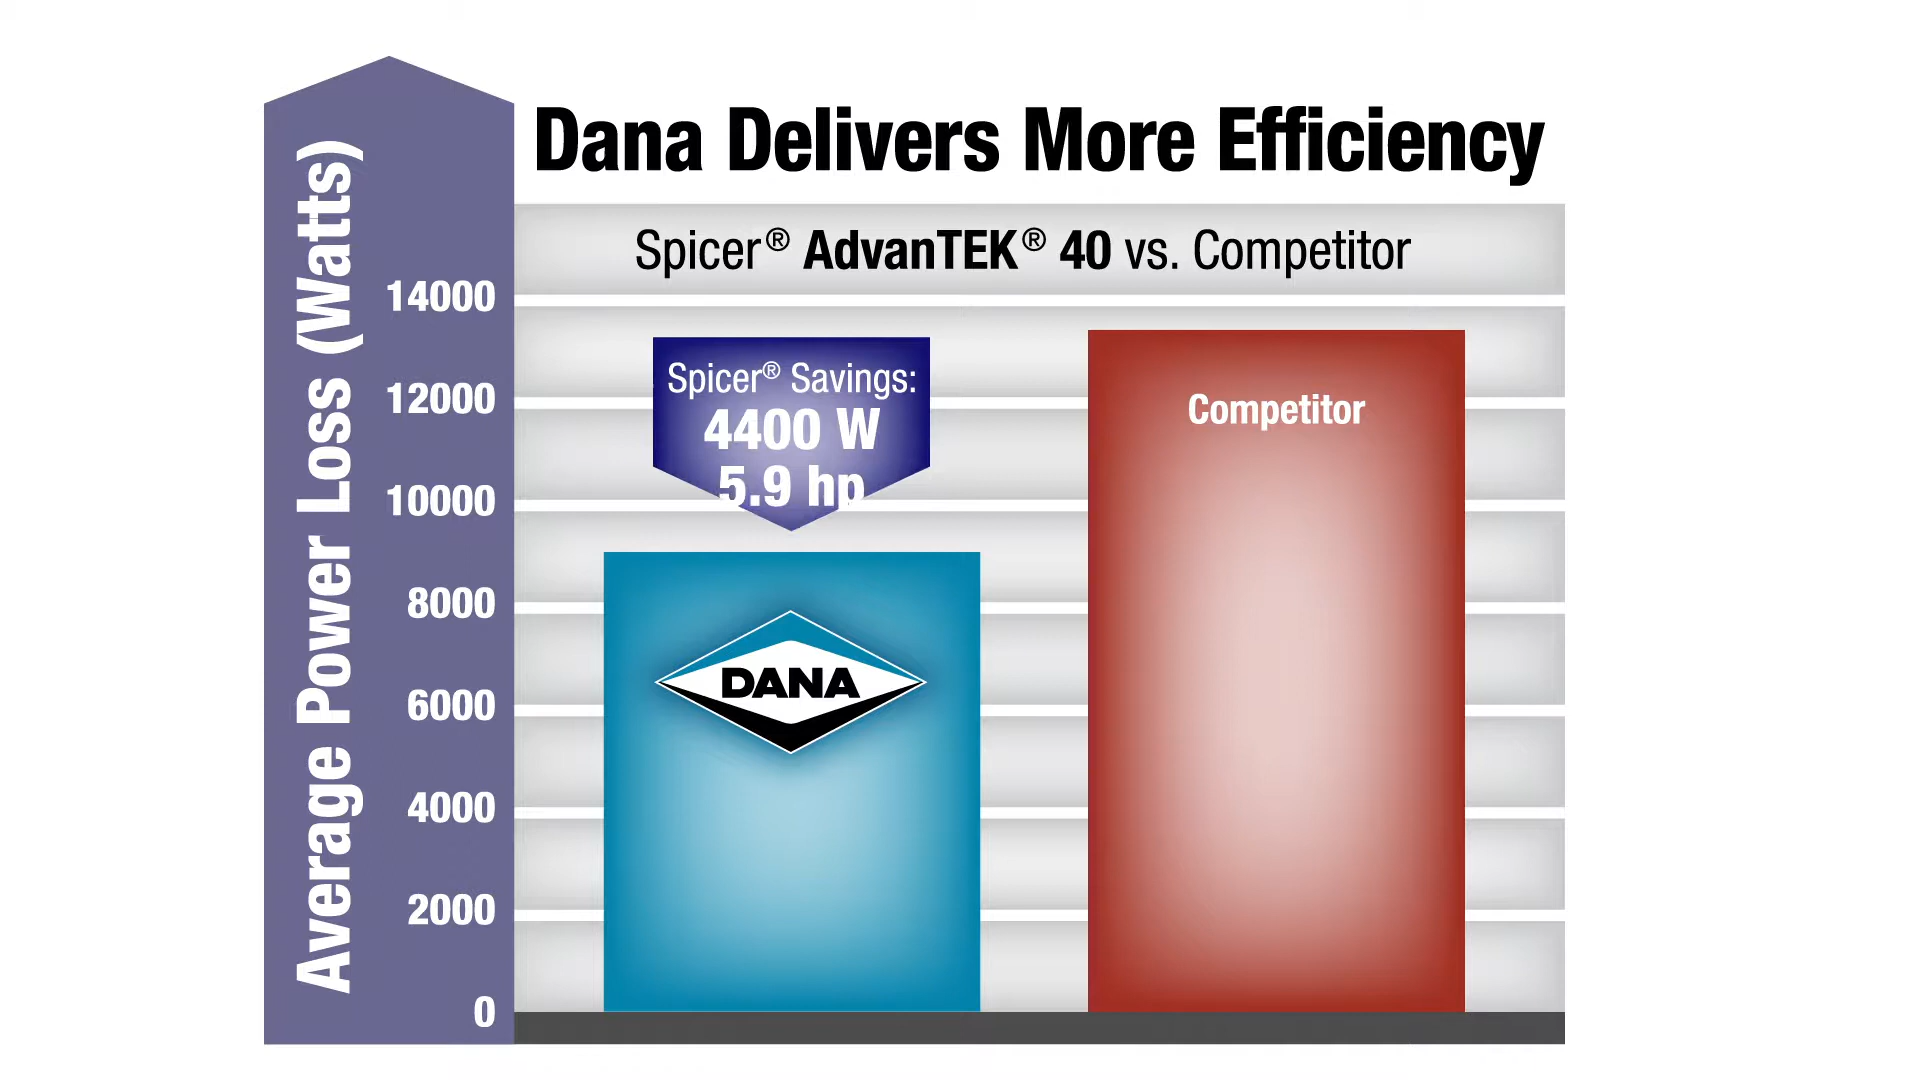 Dana Delivers More Efficiency
Spicer® AdvanTEK® 40 vs. Competitor
Average Power Loss (Watts)
14000
12000
10000
8000
6000
4000
2000
0
Spicer® Savings:
4400 W
5.9 hp
DANA
Competitor